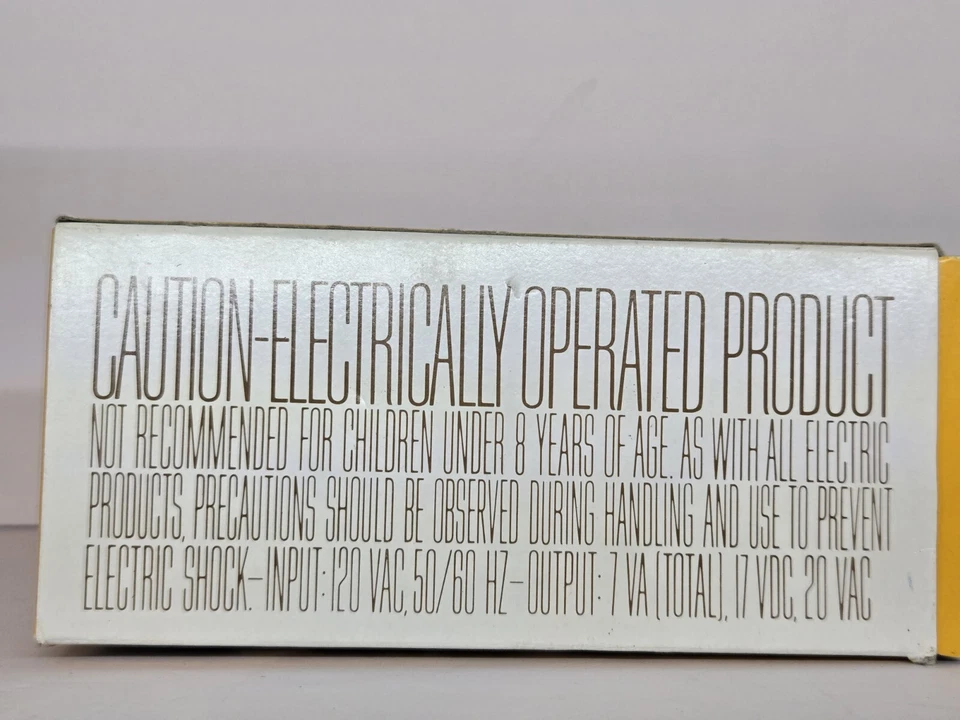 CAUTION-ELECTRICALLY OPERATED PRODUCT
NOT RECOMMENDED FOR CHILDREN UNDER 8 YEARS OF AGE. AS WITH ALL ELECTRIC
PRODUCTS, PRECAUTIONS SHOULD BE OBSERVED DURING HANDLING AND USE TO PREVENT
ELECTRIC SHOCK.—INPUT: 120 VAC, 50/60 HZ—OUTPUT: 7 VA (TOTAL), 17 VDC, 20 VAC